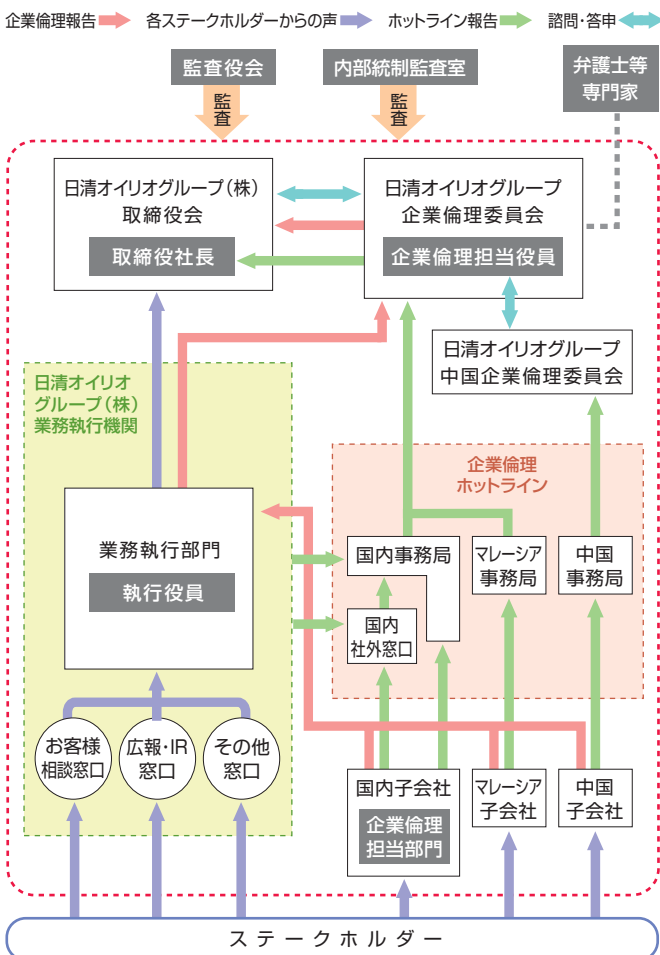 企業倫理報告
各ステークホルダーからの声
ホットライン報告
諮問・答申
監査役会
内部統制監査室
弁護士等
専門家
監査
監査
日清オイリオグループ(株)
取締役会
取締役社長
日清オイリオグループ
企業倫理委員会
企業倫理担当役員
日清オイリオグループ
中国企業倫理委員会
日清オイリオ
グループ(株)
業務執行機関
企業倫理
ホットライン
業務執行部門
執行役員
国内事務局
マレーシア
事務局
中国
事務局
国内
社外窓口
お客様
相談窓口
広報・IR
窓口
その他
窓口
国内子会社
企業倫理
担当部門
マレーシア
子会社
中国
子会社
ステークホルダー